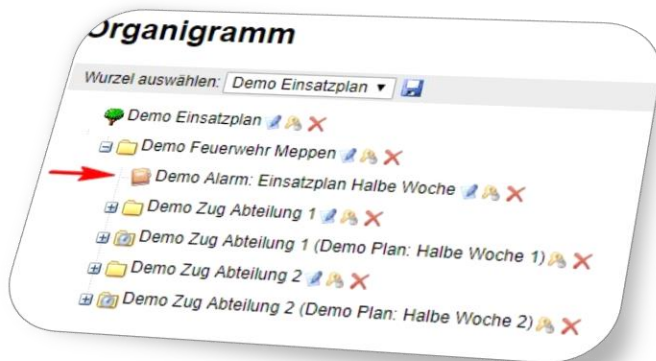 Organigramm
Wurzel auswählen: Demo Einsatzplan
Demo Einsatzplan
Demo Feuerwehr Meppen
Demo Alarm: Einsatzplan Halbe Woche
Demo Zug Abteilung 1
Demo Zug Abteilung 1 (Demo Plan: Halbe Woche 1)
Demo Zug Abteilung 2
Demo Zug Abteilung 2 (Demo Plan: Halbe Woche 2)